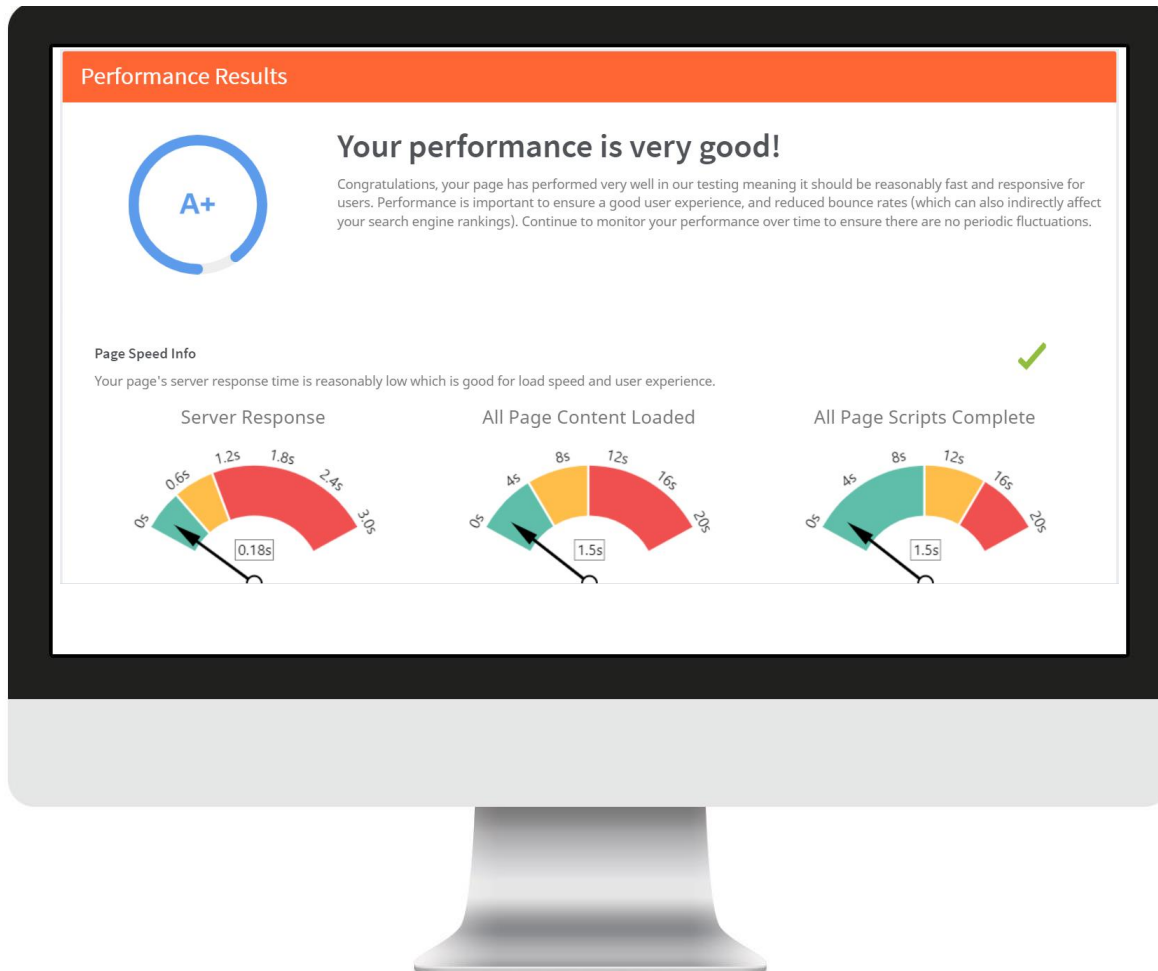 Performance Results
A+
Your performance is very good!
Congratulations, your page has performed very well in our testing meaning it should be reasonably fast and responsive for
users. Performance is important to ensure a good user experience, and reduced bounce rates (which can also indirectly affect
your search engine rankings). Continue to monitor your performance over time to ensure there are no periodic fluctuations.
Page Speed Info
Your page's server response time is reasonably low which is good for load speed and user experience.
Server Response
0s 0.6s 1.2s 1.8s 2.4s 3.0s
0.18s
All Page Content Loaded
0s 4s 8s 12s 16s 20s
1.5s
All Page Scripts Complete
0s 4s 8s 12s 16s 20s
1.5s